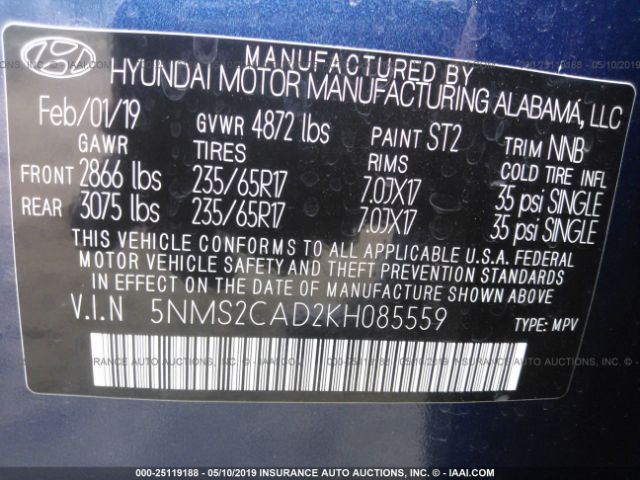 MANUFACTURED BY
HYUNDAI MOTOR MANUFACTURING ALABAMA, LLC
Feb/01/19 GVWR 4872 lbs PAINT ST2 TRIM NNB
GAWR TIRES RIMS COLD TIRE INFL
FRONT 2866 lbs 235/65R17 7.0JX17 35 psi SINGLE
REAR 3075 lbs 235/65R17 7.0JX17 35 psi SINGLE
THIS VEHICLE CONFORMS TO ALL APPLICABLE U.S.A. FEDERAL
MOTOR VEHICLE SAFETY AND THEFT PREVENTION STANDARDS
IN EFFECT ON THE DATE OF MANUFACTURE SHOWN ABOVE
V.I.N 5NMS2CAD2KH085559 TYPE: MPV
000-25119188 - 05/10/2019 INSURANCE AUTO AUCTIONS, INC. (C) - IAAI.COM